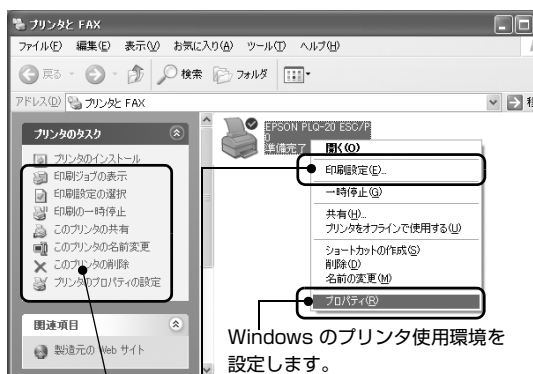 プリンタと FAX
ファイル(F) 編集(E) 表示(V) お気に入り(A) ツール(T) ヘルプ(H)
戻る 検索 フォルダ
アドレス(D) プリンタと FAX
プリンタのタスク
プリンタのインストール
印刷ジョブの表示
印刷設定の選択
印刷の一時停止
このプリンタの共有
このプリンタの名前変更
このプリンタの削除
プリンタのプロパティの設定
関連項目
製造元の Web サイト
EPSON PLQ-20 ESC/P
0
準備完了
開く(O)
印刷設定(E)...
一時停止(G)
共有(H)...
プリンタをオフラインで使用する(U)
ショートカットの作成(S)
削除(D)
名前の変更(M)
プロパティ(R)
Windows のプリンタ使用環境を
設定します。